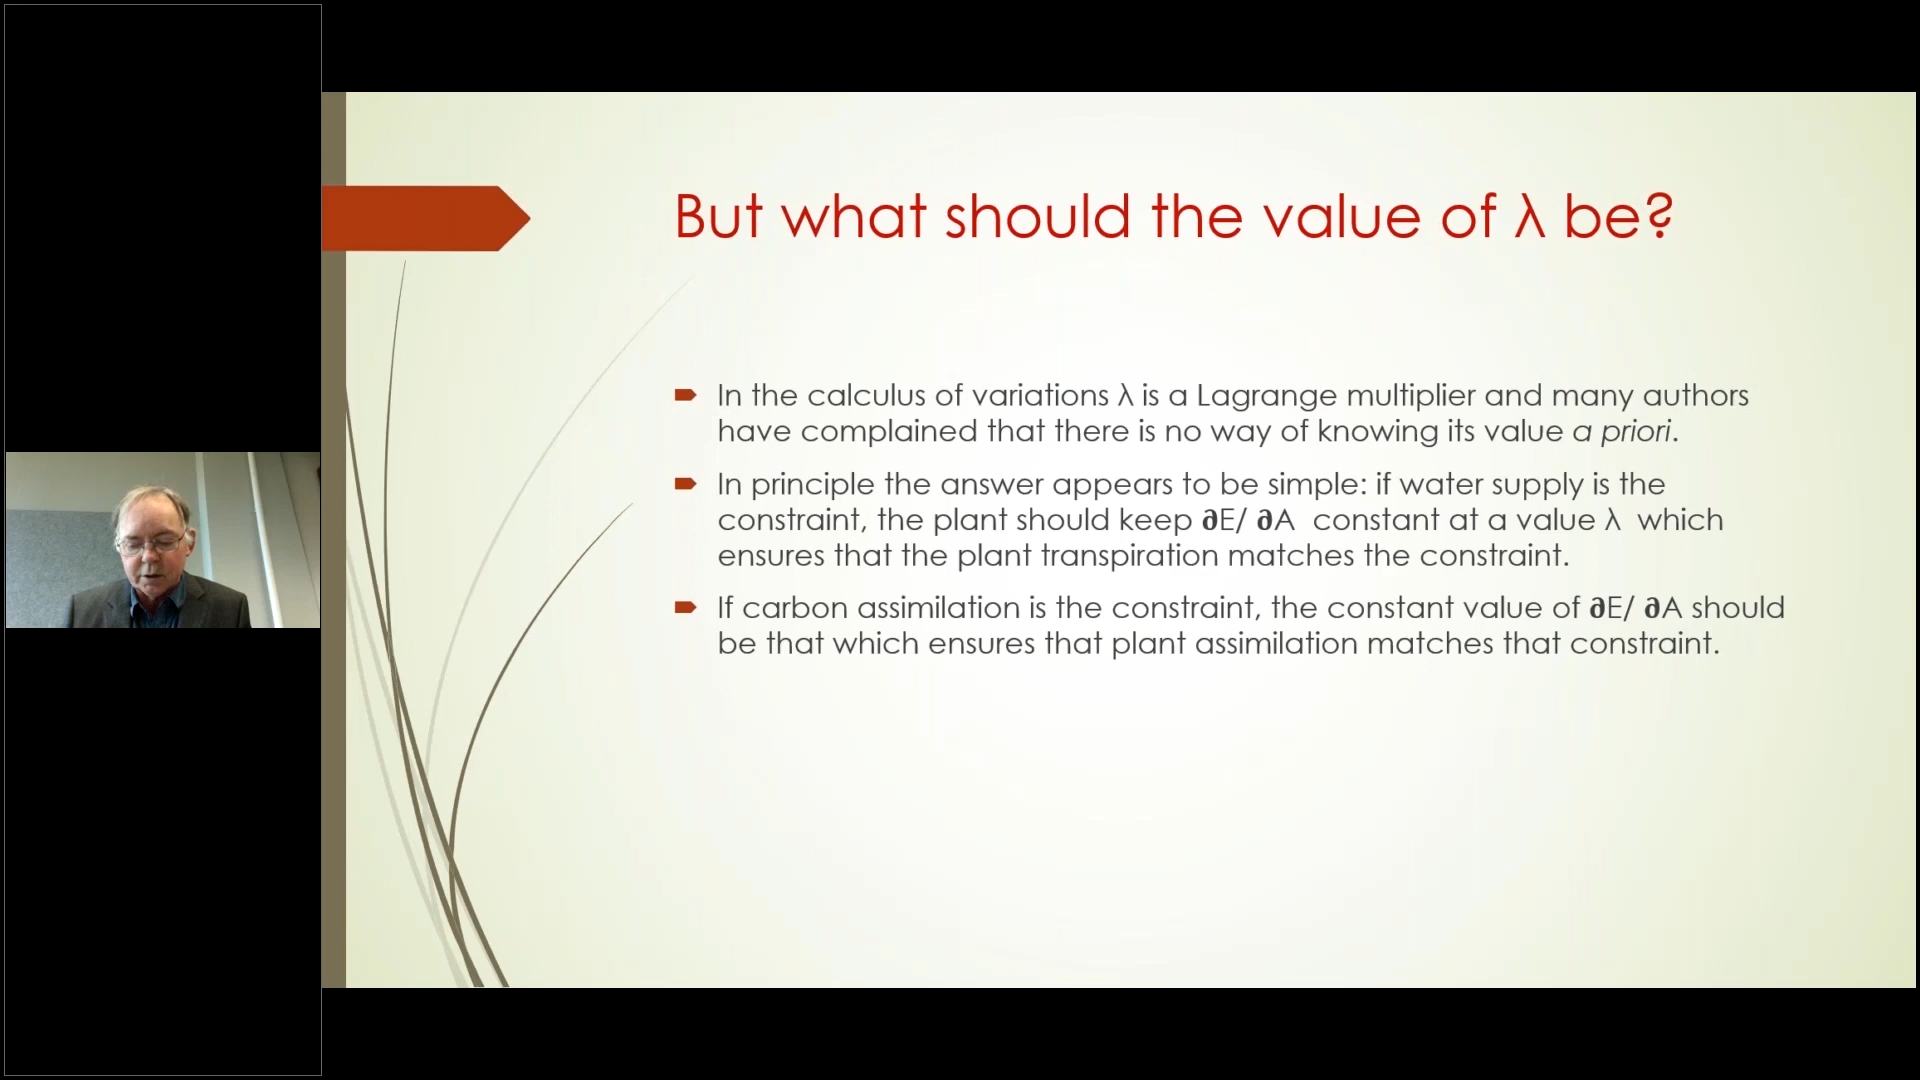 But what should the value of λ be?
In the calculus of variations λ is a Lagrange multiplier and many authors
have complained that there is no way of knowing its value a priori.
In principle the answer appears to be simple: if water supply is the
constraint, the plant should keep ∂E/ ∂A  constant at a value λ  which
ensures that the plant transpiration matches the constraint.
If carbon assimilation is the constraint, the constant value of ∂E/ ∂A should
be that which ensures that plant assimilation matches that constraint.